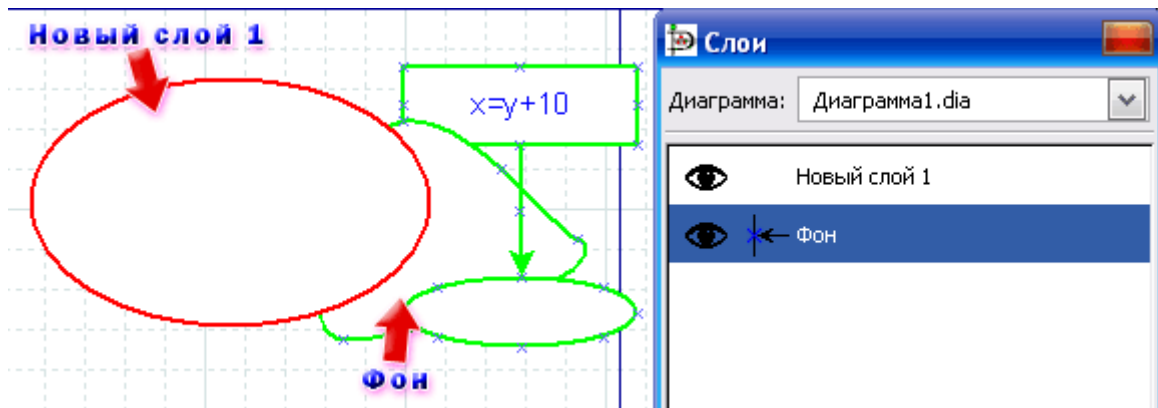 Новый слой 1
x=y+10
Фон
Слои
Диаграмма: Диаграмма1.dia
Новый слой 1
Фон